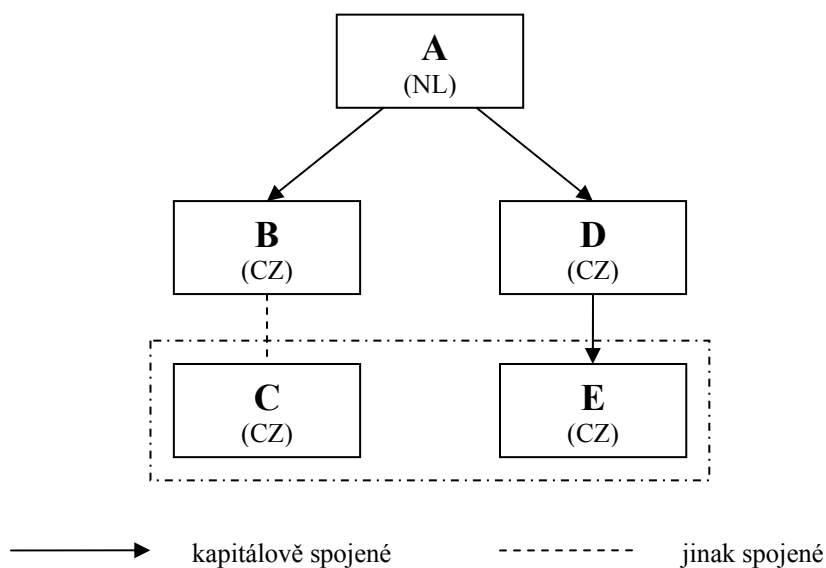 A
(NL)
B
(CZ)
D
(CZ)
C
(CZ)
E
(CZ)
kapitálově spojené
jinak spojené